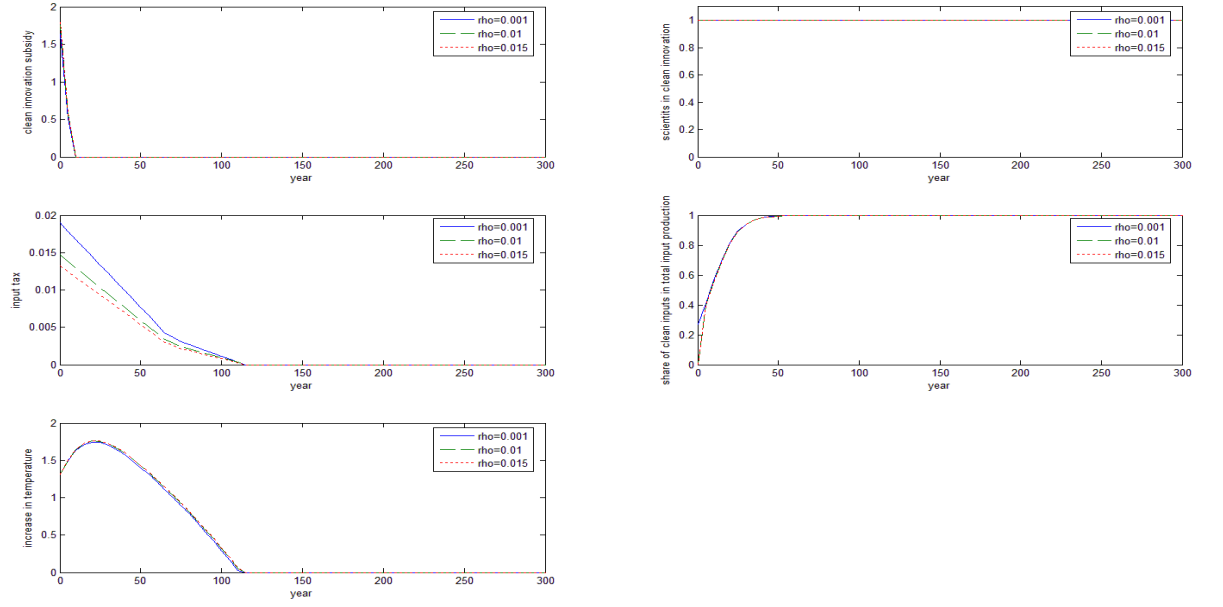 clean innovation subsidy
2
1.5
1
0.5
0
0 50 100 150 200 250 300
year
rho=0.001
rho=0.01
rho=0.015
scientits in clean innovation
1
0.8
0.6
0.4
0.2
0
0 50 100 150 200 250 300
year
rho=0.001
rho=0.01
rho=0.015
input tax
0.02
0.015
0.01
0.005
0
0 50 100 150 200 250 300
year
rho=0.001
rho=0.01
rho=0.015
share of clean inputs in total input production
1
0.8
0.6
0.4
0.2
0
0 50 100 150 200 250 300
year
rho=0.001
rho=0.01
rho=0.015
increase in temperature
2
1.5
1
0.5
0
0 50 100 150 200 250 300
year
rho=0.001
rho=0.01
rho=0.015